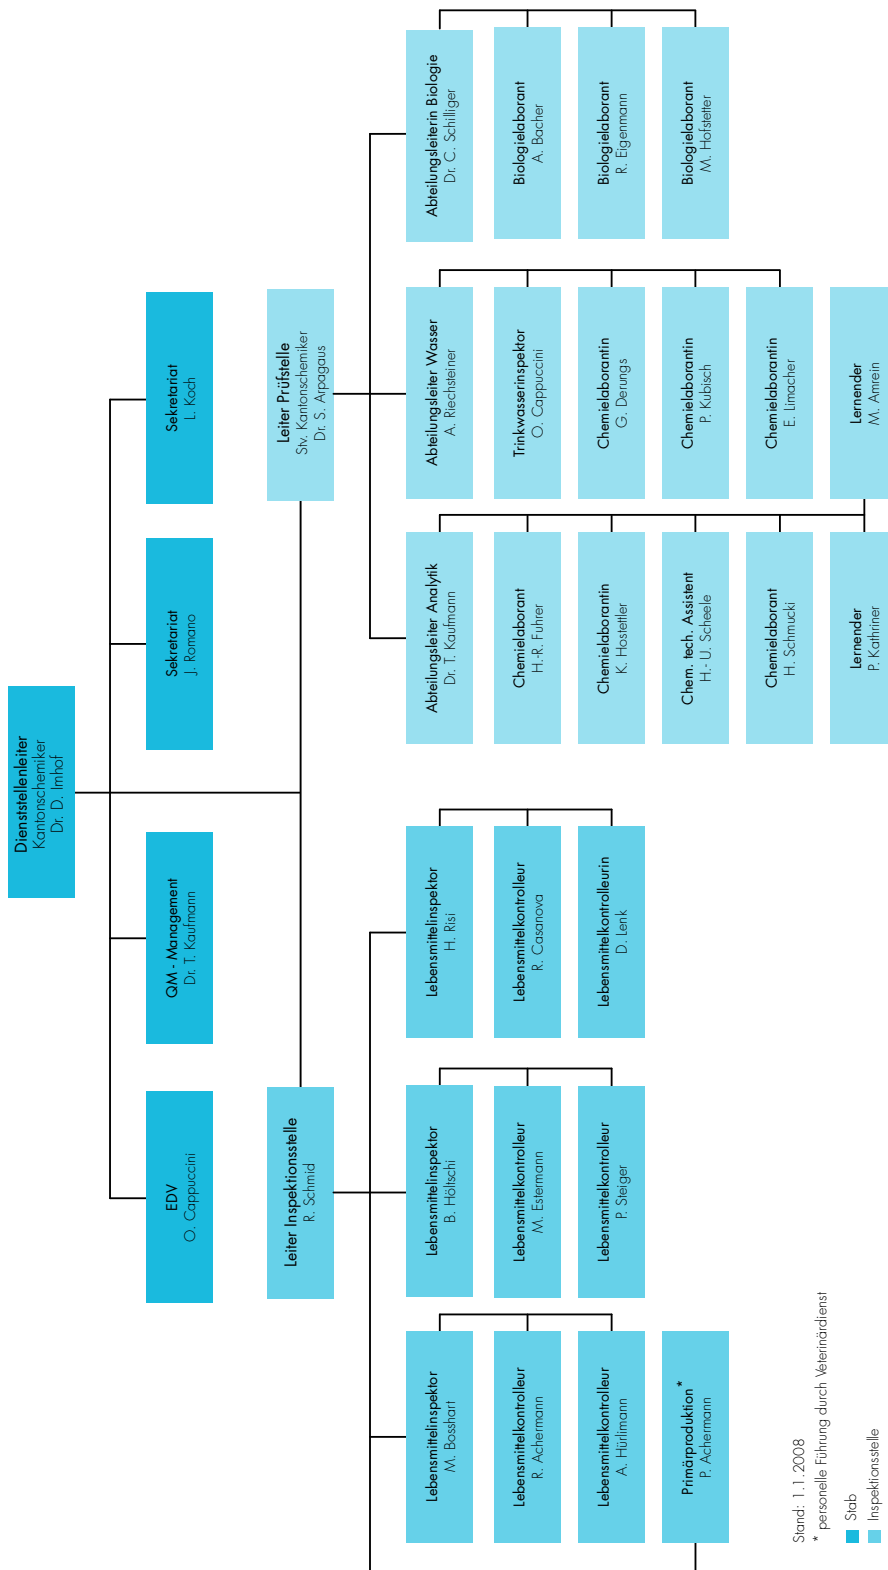 Dienststellenleiter
Kantonschemiker
Dr. D. Imhof
EDV
O. Cappuccini
QM - Management
Dr. T. Kaufmann
Sekretariat
J. Romano
Sekretariat
L. Koch
Leiter Inspektionsstelle
R. Schmid
Leiter Prüfstelle
Stv. Kantonschemiker
Dr. S. Arpagaus
Lebensmittelinspektor
M. Bosshart
Lebensmittelkontrolleur
R. Achermann
Lebensmittelkontrolleur
A. Hürlimann
Primärproduktion *
P. Achermann
Lebensmittelinspektor
B. Höltschi
Lebensmittelkontrolleur
M. Estermann
Lebensmittelkontrolleur
P. Steiger
Lebensmittelinspektor
H. Risi
Lebensmittelkontrolleur
R. Casanova
Lebensmittelkontrolleurin
D. Lenk
Abteilungsleiter Analytik
Dr. T. Kaufmann
Chemielaborant
H.-R. Fuhrer
Chemielaborantin
K. Hostettler
Chem. tech. Assistent
H.- U. Scheele
Chemielaborant
H. Schmucki
Lernender
P. Kathriner
Abteilungsleiter Wasser
A. Riechsteiner
Trinkwasserinspektor
O. Cappuccini
Chemielaborantin
G. Derungs
Chemielaborantin
P. Kubisch
Chemielaborantin
E. Limacher
Lernender
M. Amrein
Abteilungsleiterin Biologie
Dr. C. Schilliger
Biologielaborant
A. Bacher
Biologielaborant
R. Eigenmann
Biologielaborant
M. Hofstetter
Stand: 1.1.2008
* personelle Führung durch Veterinärdienst
Stab
Inspektionsstelle